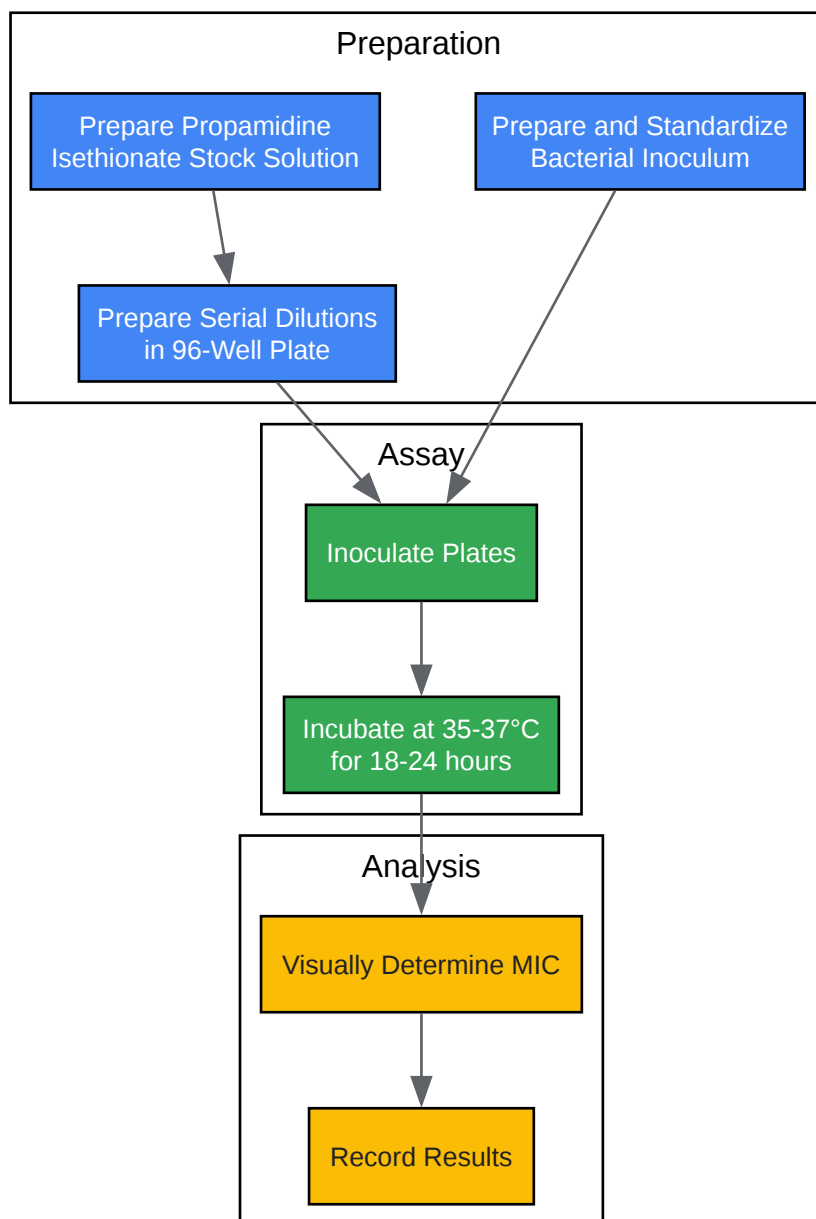 Preparation
Prepare Propamidine
Isethionate Stock Solution
Prepare and Standardize
Bacterial Inoculum
Prepare Serial Dilutions
in 96-Well Plate
Assay
Inoculate Plates
Incubate at 35-37°C
for 18-24 hours
Analysis
Visually Determine MIC
Record Results